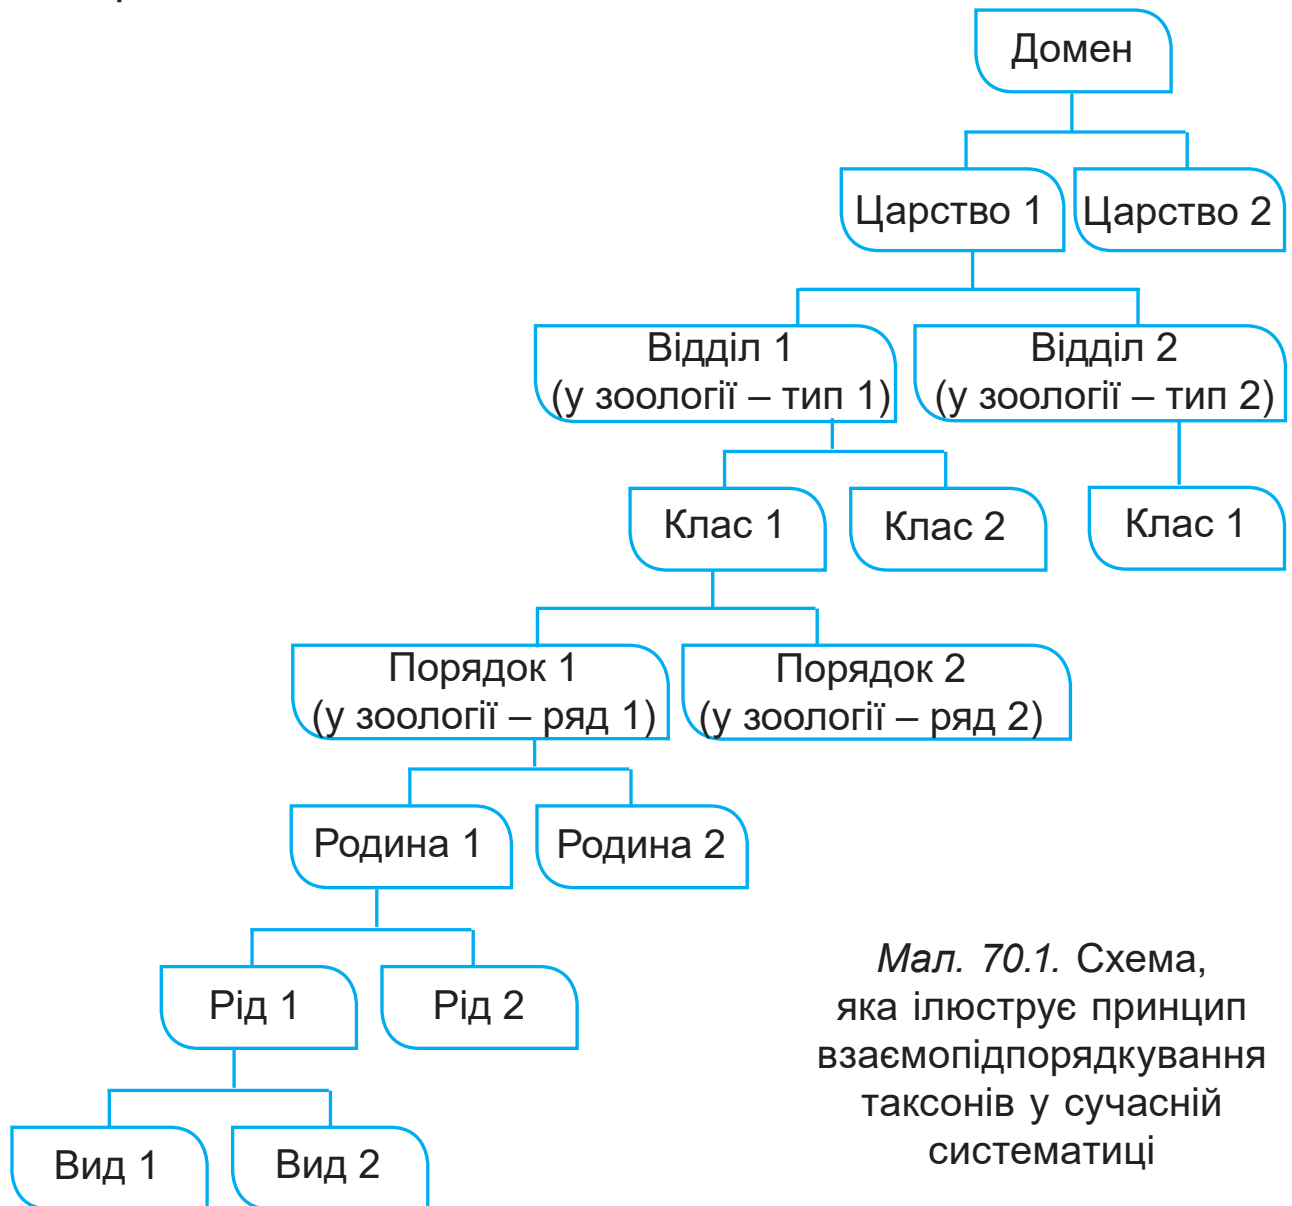 Домен
Царство 1
Царство 2
Відділ 1
(у зоології – тип 1)
Відділ 2
(у зоології – тип 2)
Клас 1
Клас 2
Клас 1
Порядок 1
(у зоології – ряд 1)
Порядок 2
(у зоології – ряд 2)
Родина 1
Родина 2
Рід 1
Рід 2
Вид 1
Вид 2
Мал. 70.1. Схема,
яка ілюструє принцип
взаємопідпорядкування
таксонів у сучасній
систематиці